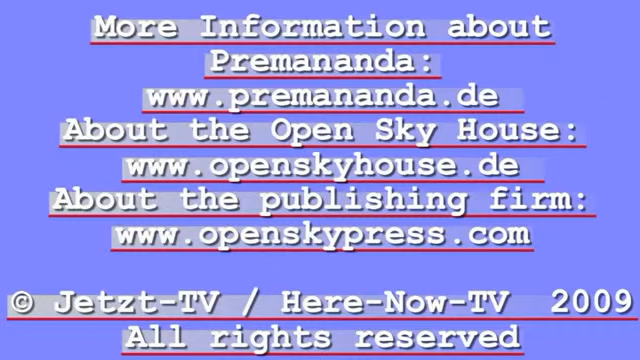 More Information about
Premananda:
www.premananda.de
About the Open Sky House:
www.openskyhouse.de
About the publishing firm:
www.openskypress.com
© Jetzt-TV / Here-Now-TV 2009
All rights reserved